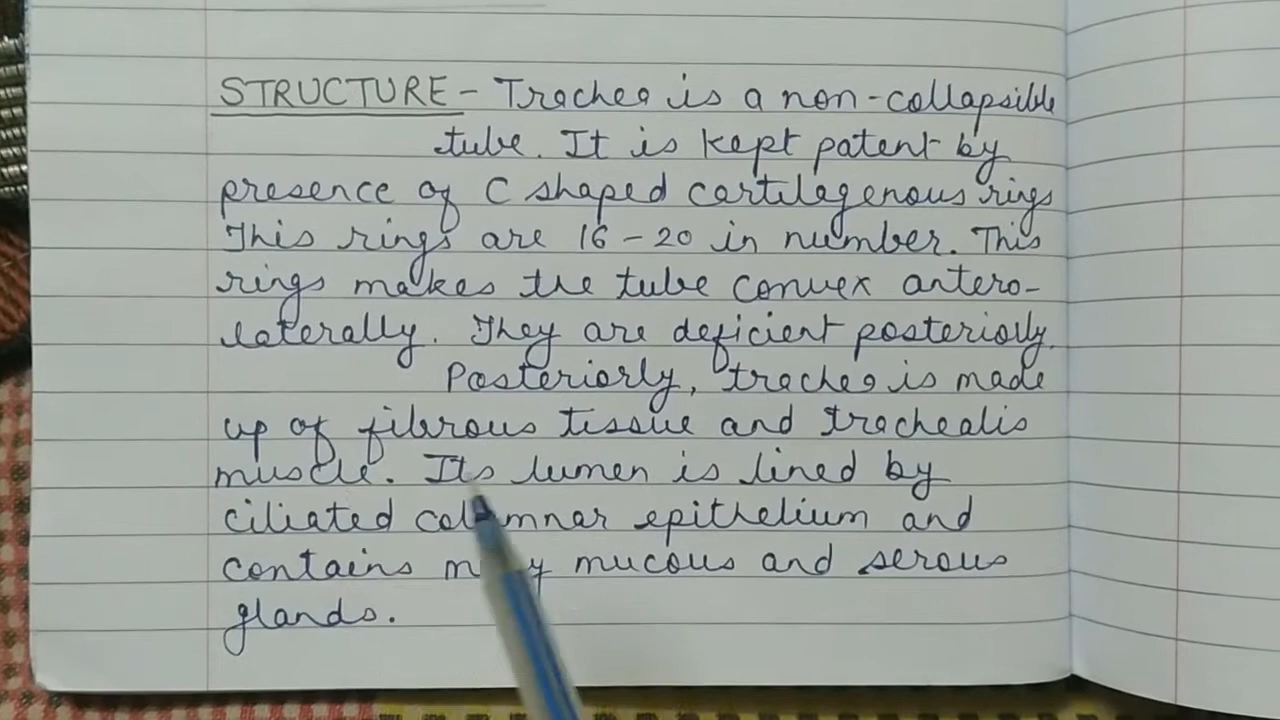 STRUCTURE - Trachea is a non-collapsible
tube. It is kept patent by
presence of C shaped cartilagenous rings
This rings are 16-20 in number. This
rings makes the tube convex antero-
laterally. They are deficient posteriorly.
Posteriorly, trachea is made
up of fibrous tissue and trachealis
muscle. Its lumen is lined by
ciliated columnar epithelium and
contains many mucous and serous
glands.